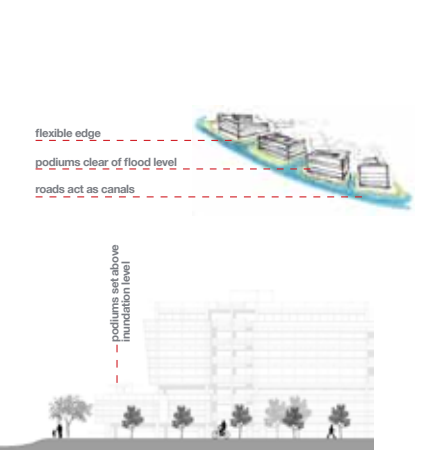 flexible edge
podiums clear of flood level
roads act as canals
podiums set above
inundation level